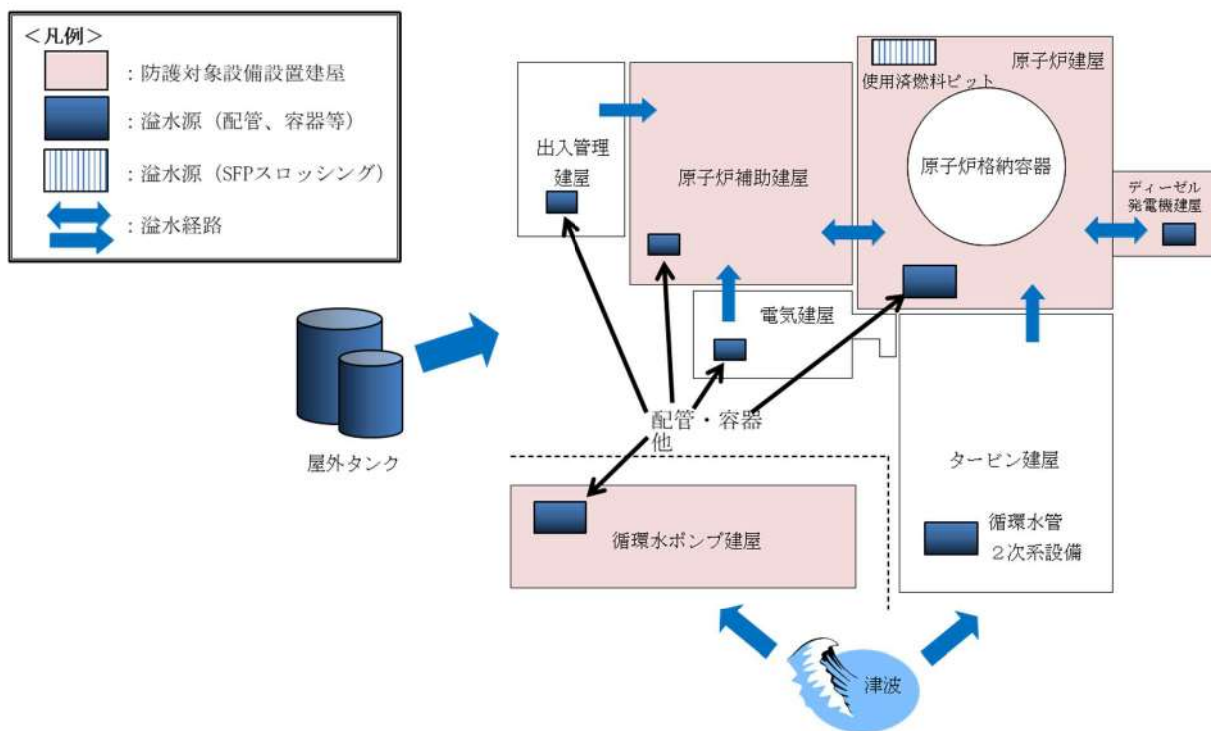 <凡例>
：防護対象設備設置建屋
：溢水源（配管、容器等）
：溢水源（SFPスロッシング）
：溢水経路
原子炉建屋
使用済燃料ピット
出入管理
建屋
原子炉補助建屋
原子炉格納容器
ディーゼル
発電機建屋
電気建屋
配管・容器
他
屋外タンク
タービン建屋
循環水ポンプ建屋
循環水管
２次系設備
津波